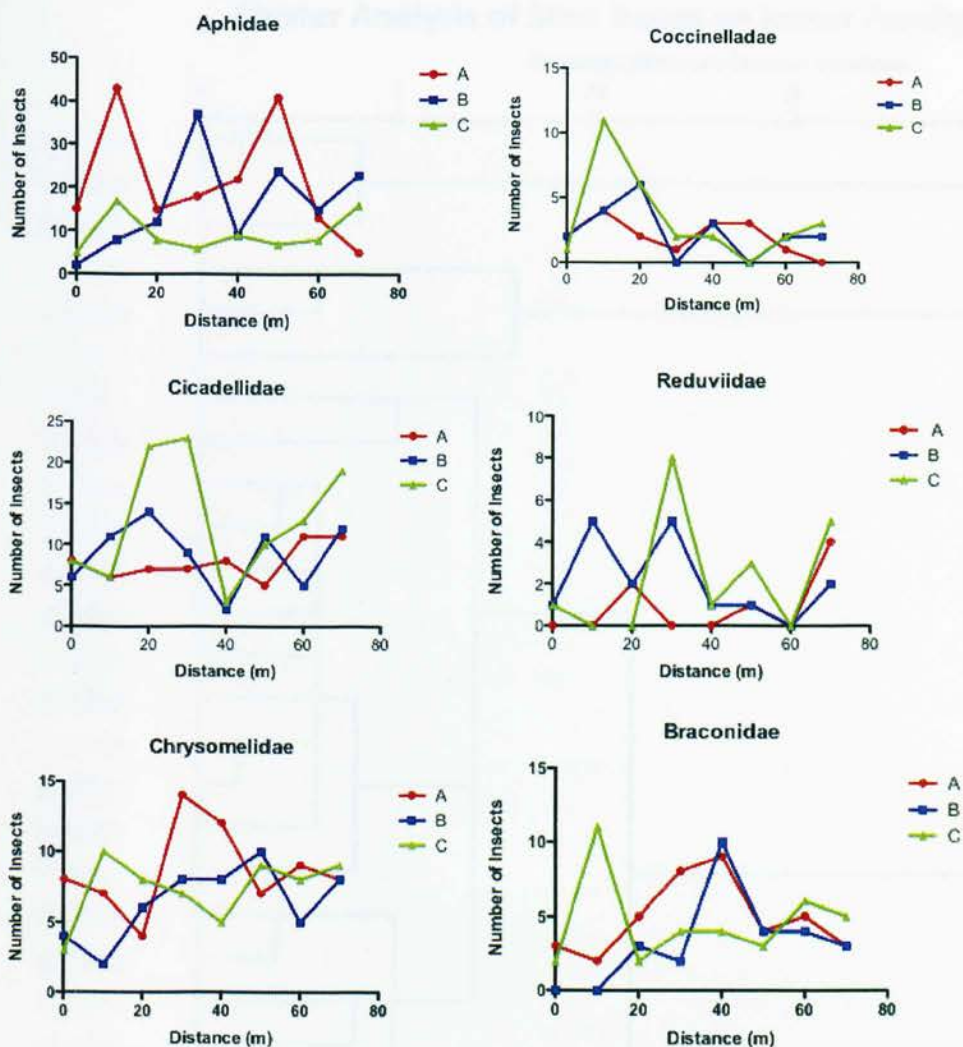 Aphidae
Number of Insects
50
40
30
20
10
0
0 20 40 60 80
Distance (m)
A
B
C
Coccinelladae
Number of Insects
15
10
5
0
0 20 40 60 80
Distance (m)
A
B
C
Cicadellidae
Number of Insects
25
20
15
10
5
0
0 20 40 60 80
Distance (m)
A
B
C
Reduviidae
Number of Insects
10
8
6
4
2
0
0 20 40 60 80
Distance (m)
A
B
C
Chrysomelidae
Number of Insects
15
10
5
0
0 20 40 60 80
Distance (m)
A
B
C
Braconidae
Number of Insects
15
10
5
0
0 20 40 60 80
Distance (m)
A
B
C